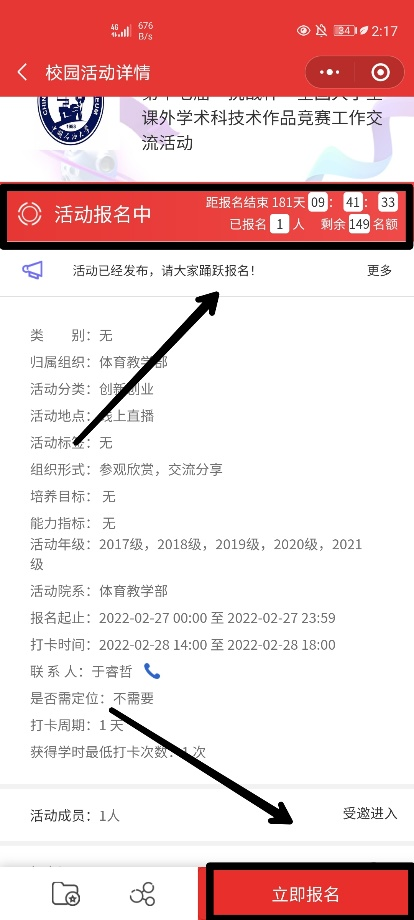 4G 676 B/s 34 2:17
校园活动详情
课外学术科技术作品竞赛工作交
流活动
活动报名中
距报名结束 181天 09 : 41 : 33
已报名 1 人 剩余 149 名额
活动已经发布，请大家踊跃报名！ 更多
类 别：无
归属组织：体育教学部
活动分类：创新创业
活动地点：线上直播
活动标签：无
组织形式：参观欣赏，交流分享
培养目标：无
能力指标：无
活动年级：2017级，2018级，2019级，2020级，2021
级
活动院系：体育教学部
报名起止：2022-02-27 00:00 至 2022-02-27 23:59
打卡时间：2022-02-28 14:00 至 2022-02-28 18:00
联 系 人：于睿哲
是否需定位：不需要
打卡周期：1 天
获得学时最低打卡次数：1 次
活动成员：1人 受邀进入
立即报名